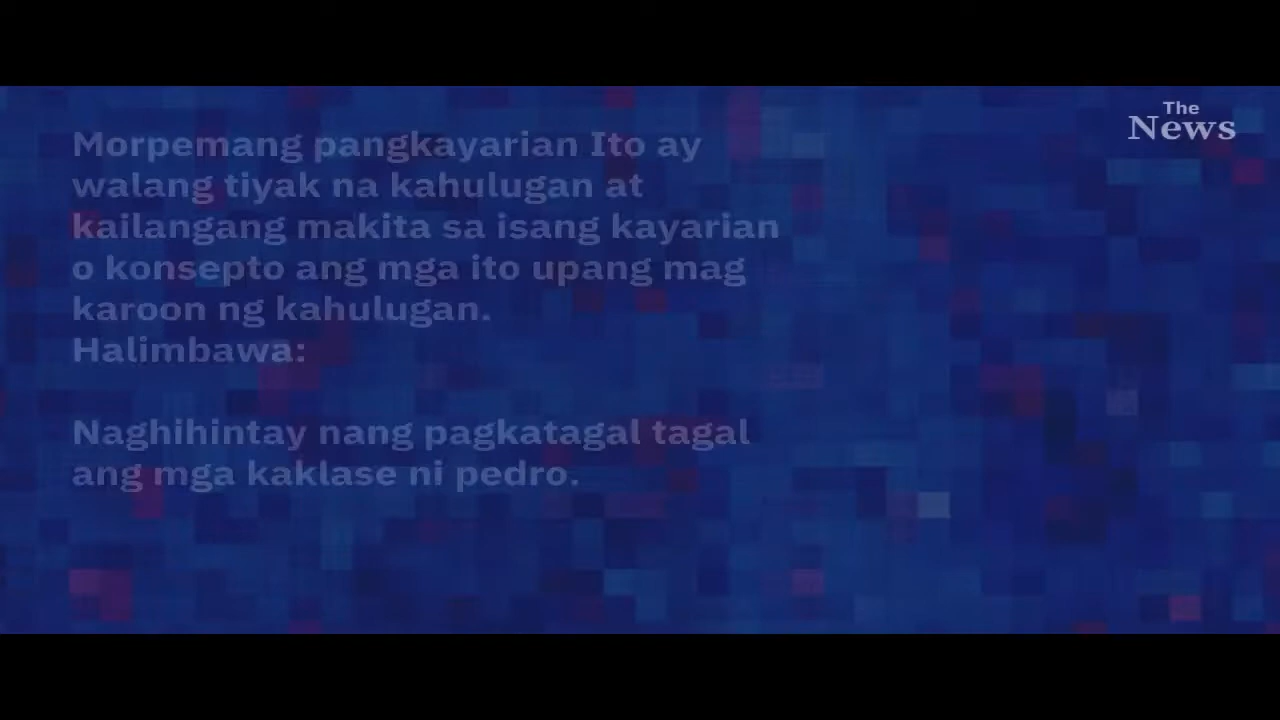 The
News
Morpemang pangkayarian Ito ay
walang tiyak na kahulugan at
kailangang makita sa isang kayarian
o konsepto ang mga ito upang mag
karoon ng kahulugan.
Halimbawa:
Naghihintay nang pagkatagal tagal
ang mga kaklase ni pedro.